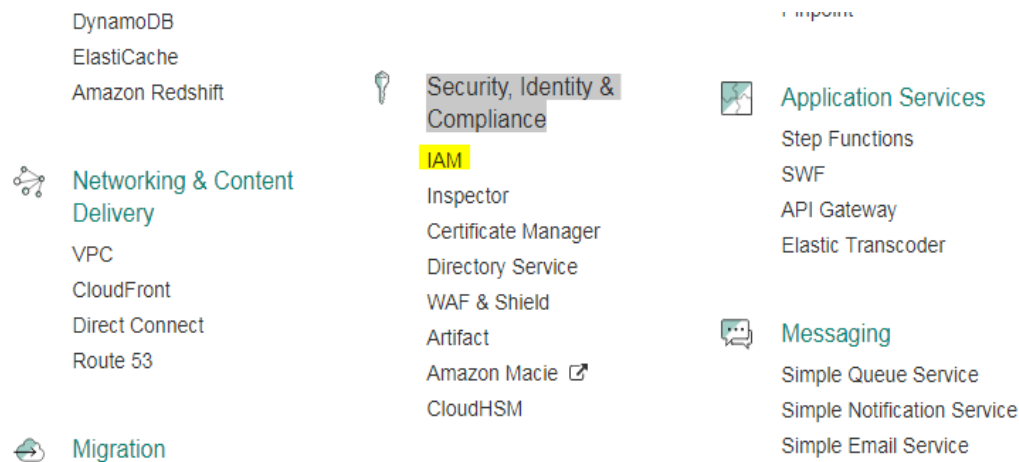 DynamoDB
ElastiCache
Amazon Redshift
Networking & Content
Delivery
VPC
CloudFront
Direct Connect
Route 53
Migration
Security, Identity &
Compliance
IAM
Inspector
Certificate Manager
Directory Service
WAF & Shield
Artifact
Amazon Macie
CloudHSM
Application Services
Step Functions
SWF
API Gateway
Elastic Transcoder
Messaging
Simple Queue Service
Simple Notification Service
Simple Email Service